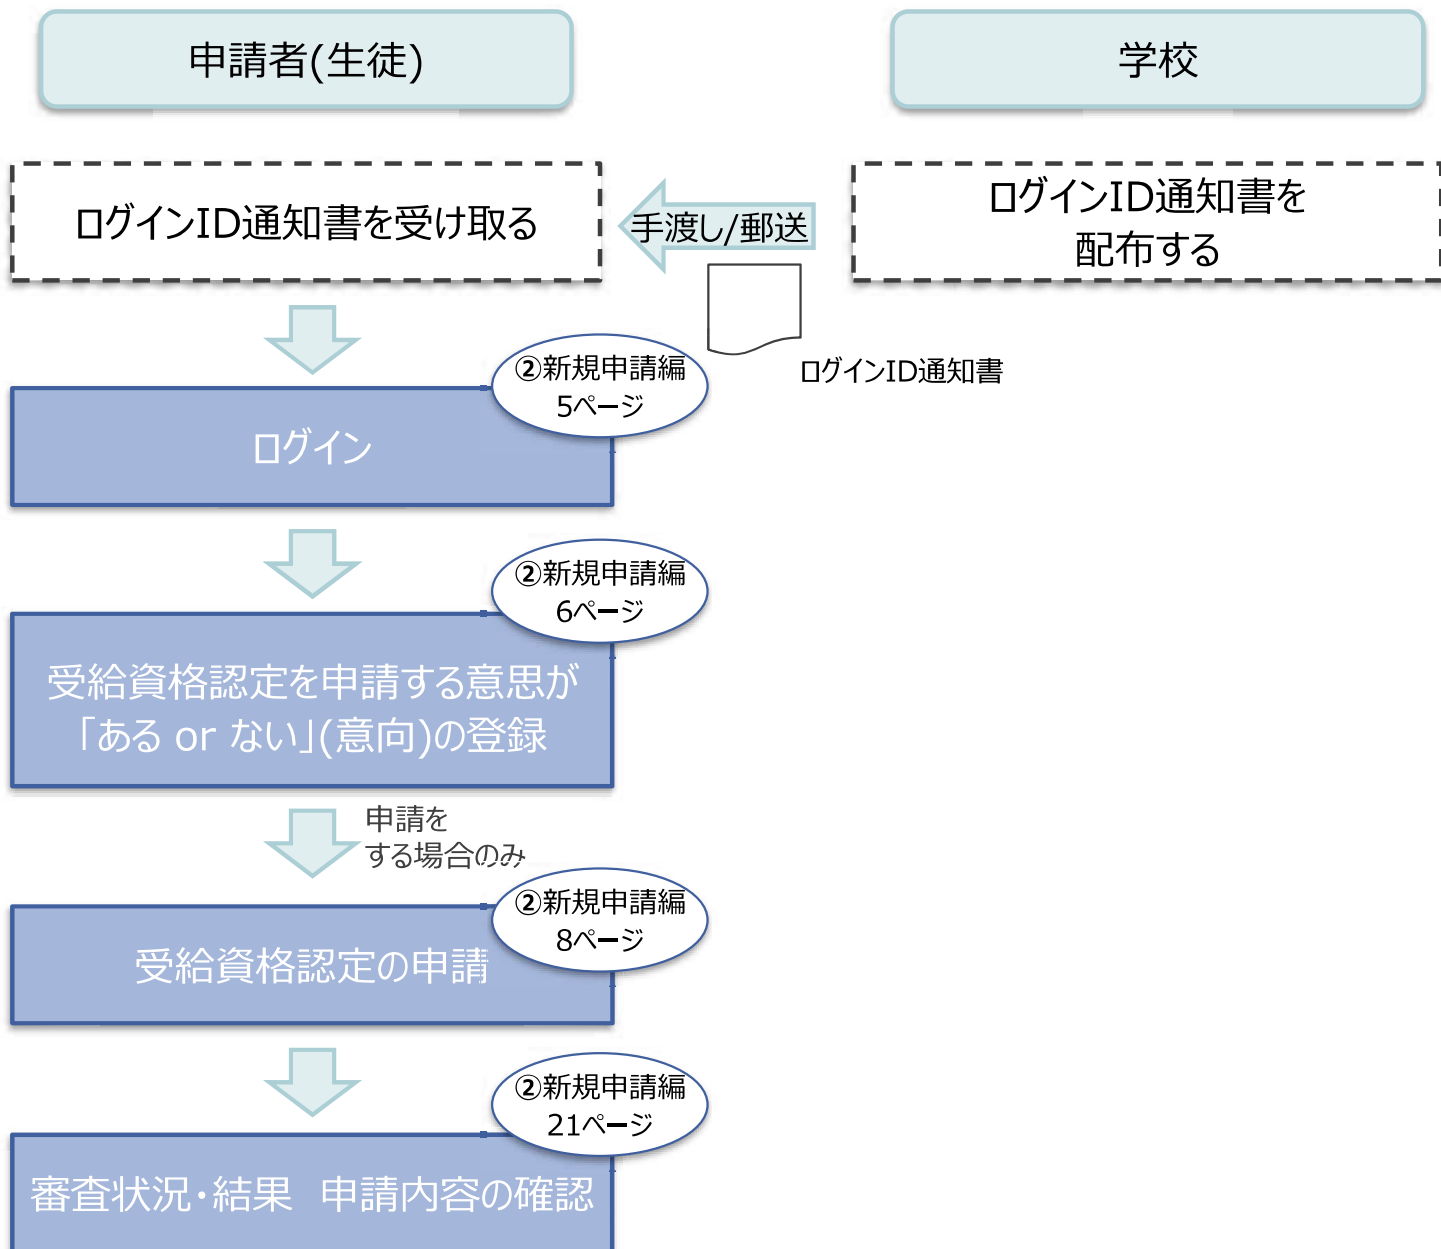 申請者(生徒)
学校
ログインID通知書を受け取る
手渡し/郵送
ログインID通知書を
配布する
ログインID通知書
②新規申請編
5ページ
ログイン
②新規申請編
6ページ
受給資格認定を申請する意思が
「ある or ない」(意向)の登録
申請を
する場合のみ
②新規申請編
8ページ
受給資格認定の申請
②新規申請編
21ページ
審査状況・結果　申請内容の確認